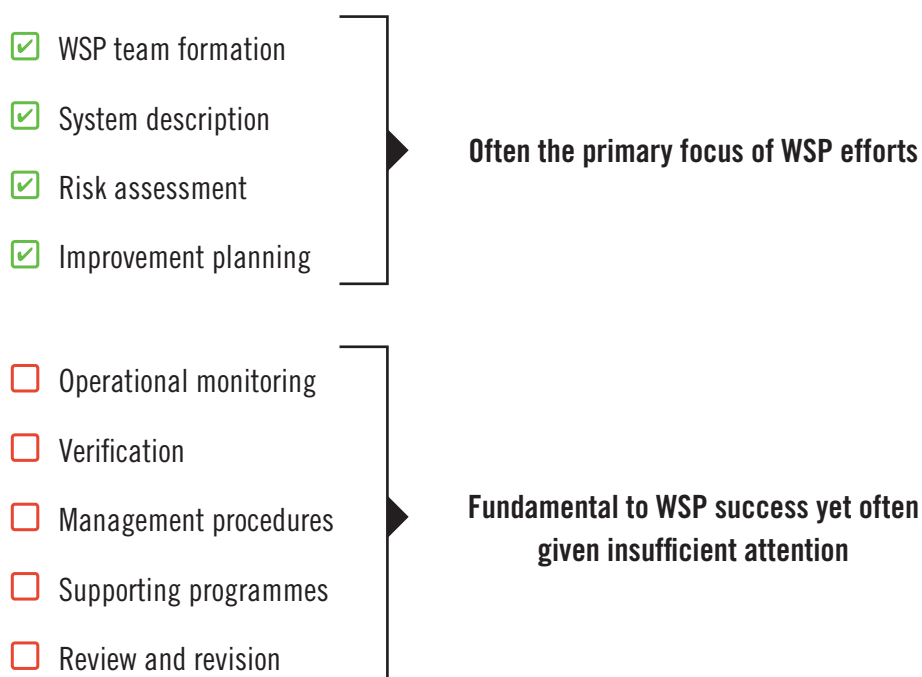 WSP team formation
System description
Risk assessment
Improvement planning
Often the primary focus of WSP efforts
Operational monitoring
Verification
Management procedures
Supporting programmes
Review and revision
Fundamental to WSP success yet often
given insufficient attention